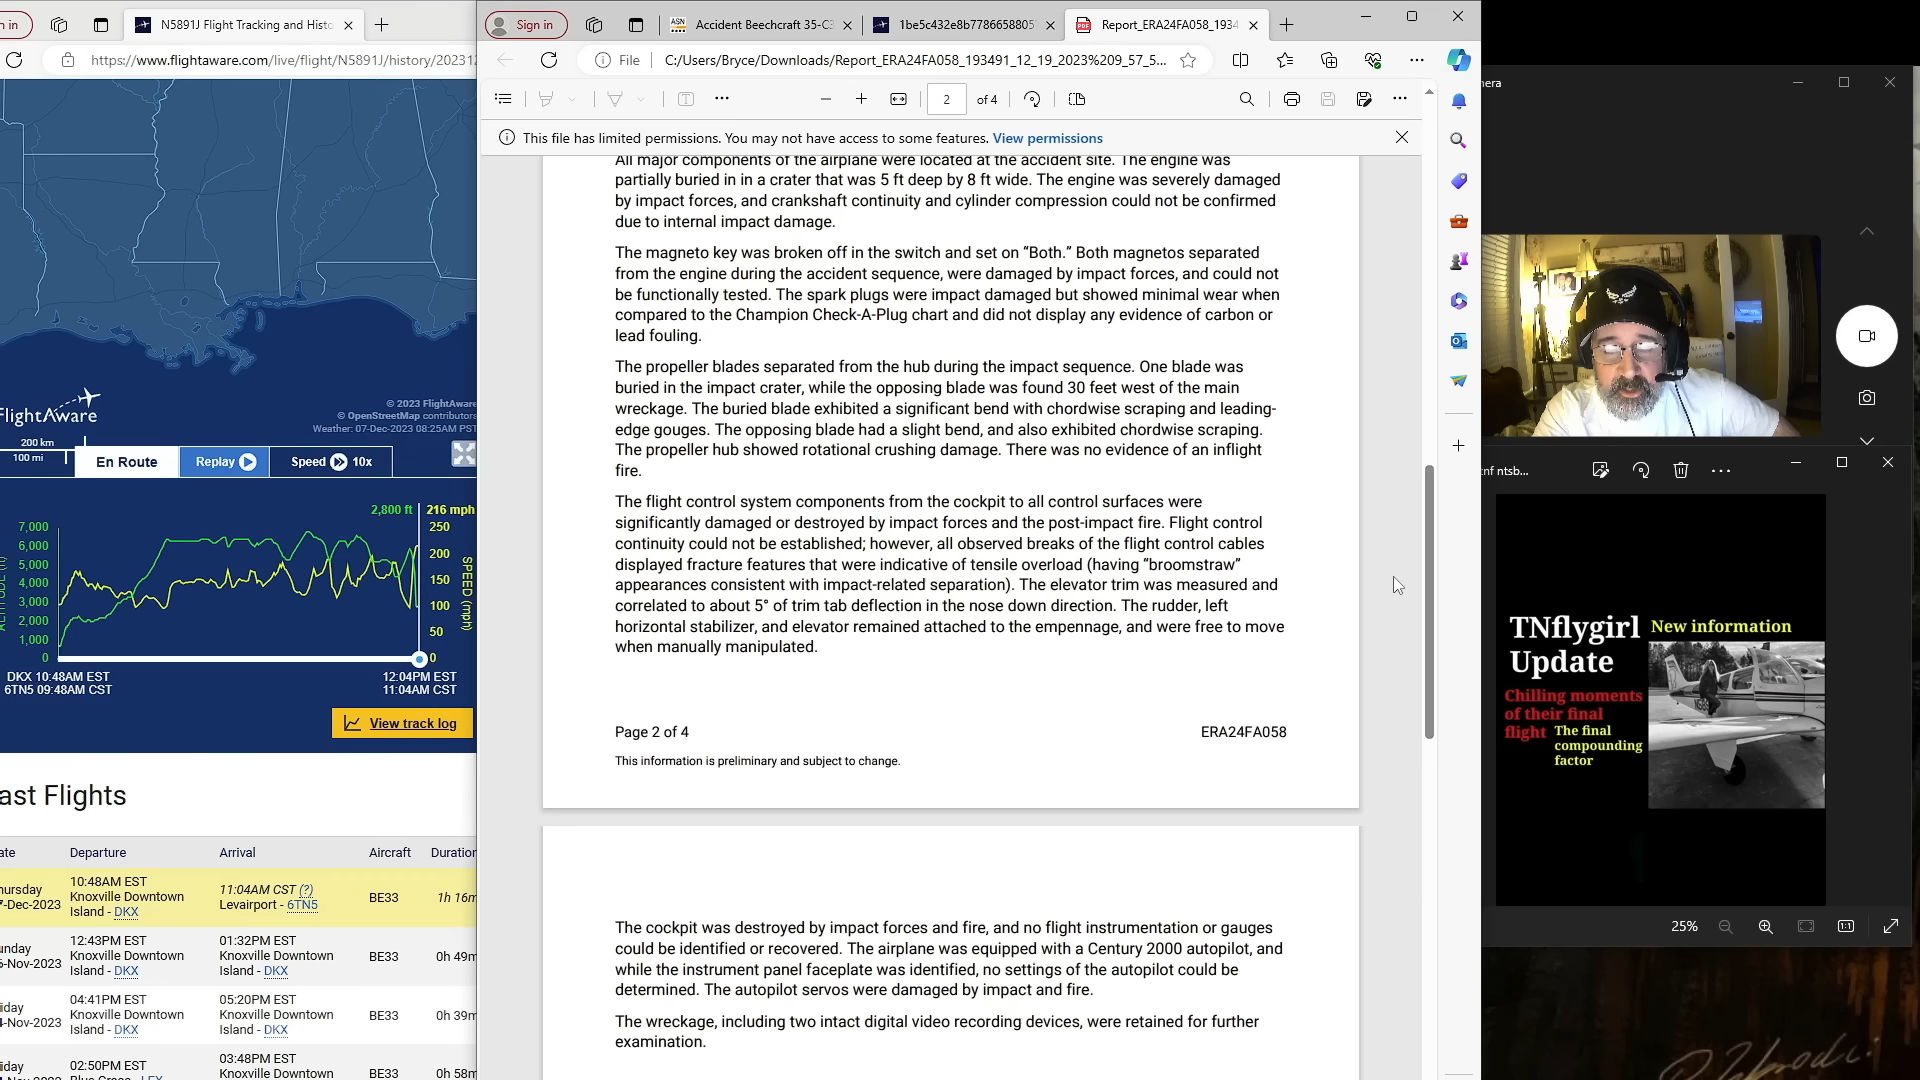 n in
N5891J Flight Tracking and Histo
https://www.flightaware.com/live/flight/N5891J/history/20231
FlightAware
© 2023 FlightAware
© OpenStreetMap contributors
Weather: 07-Dec-2023 08:25AM PST
200 km
100 mi
En Route
Replay
Speed
10x
2,800 ft
216 mph
7,000
6,000
5,000
4,000
3,000
2,000
1,000
0
250
200
150
100
50
0
SPEED (mph)
DKX 10:48AM EST
6TN5 09:48AM CST
12:04PM EST
11:04AM CST
View track log
ast Flights
ate
Departure
Arrival
Aircraft
Duration
hursday
7-Dec-2023
10:48AM EST
Knoxville Downtown
Island - DKX
11:04AM CST (?)
Levairport - 6TN5
BE33
1h 16m
unday
6-Nov-2023
12:43PM EST
Knoxville Downtown
Island - DKX
01:32PM EST
Knoxville Downtown
Island - DKX
BE33
0h 49m
iday
4-Nov-2023
04:41PM EST
Knoxville Downtown
Island - DKX
05:20PM EST
Knoxville Downtown
Island - DKX
BE33
0h 39m
iday
02:50PM EST
03:48PM EST
Knoxville Downtown
BE33
0h 58m
Sign in
ASN
Accident Beechcraft 35-C3
1be5c432e8b7786658805
PDF
Report_ERA24FA058_1934
File
C:/Users/Bryce/Downloads/Report_ERA24FA058_193491_12_19_2023%209_57_5...
2
of 4
This file has limited permissions. You may not have access to some features. View permissions
All major components of the airplane were located at the accident site. The engine was
partially buried in in a crater that was 5 ft deep by 8 ft wide. The engine was severely damaged
by impact forces, and crankshaft continuity and cylinder compression could not be confirmed
due to internal impact damage.
The magneto key was broken off in the switch and set on “Both.” Both magnetos separated
from the engine during the accident sequence, were damaged by impact forces, and could not
be functionally tested. The spark plugs were impact damaged but showed minimal wear when
compared to the Champion Check-A-Plug chart and did not display any evidence of carbon or
lead fouling.
The propeller blades separated from the hub during the impact sequence. One blade was
buried in the impact crater, while the opposing blade was found 30 feet west of the main
wreckage. The buried blade exhibited a significant bend with chordwise scraping and leading-
edge gouges. The opposing blade had a slight bend, and also exhibited chordwise scraping.
The propeller hub showed rotational crushing damage. There was no evidence of an inflight
fire.
The flight control system components from the cockpit to all control surfaces were
significantly damaged or destroyed by impact forces and the post-impact fire. Flight control
continuity could not be established; however, all observed breaks of the flight control cables
displayed fracture features that were indicative of tensile overload (having “broomstraw”
appearances consistent with impact-related separation). The elevator trim was measured and
correlated to about 5° of trim tab deflection in the nose down direction. The rudder, left
horizontal stabilizer, and elevator remained attached to the empennage, and were free to move
when manually manipulated.
Page 2 of 4
ERA24FA058
This information is preliminary and subject to change.
The cockpit was destroyed by impact forces and fire, and no flight instrumentation or gauges
could be identified or recovered. The airplane was equipped with a Century 2000 autopilot, and
while the instrument panel faceplate was identified, no settings of the autopilot could be
determined. The autopilot servos were damaged by impact and fire.
The wreckage, including two intact digital video recording devices, were retained for further
examination.
nera
tnf ntsb...
TNflygirl
Update
New information
Chilling moments
of their final
flight
The final
compounding
factor
25%
1:1